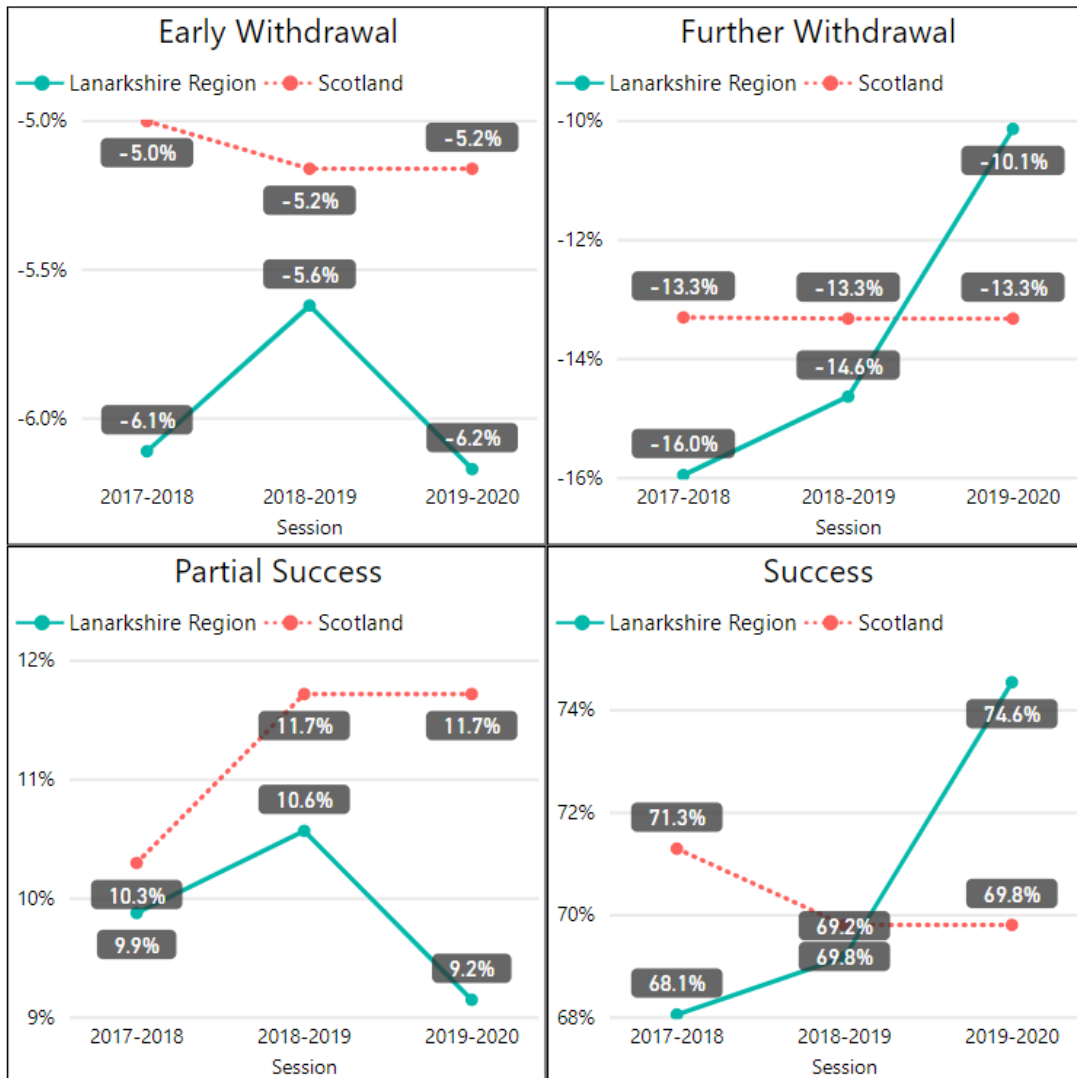 Early Withdrawal
Lanarkshire Region Scotland
-5.0%
-5.0%
-5.2%
-5.2%
-5.5%
-5.6%
-6.0%
-6.1%
-6.2%
2017-2018 2018-2019 2019-2020
Session
Further Withdrawal
Lanarkshire Region Scotland
-10%
-10.1%
-12%
-13.3% -13.3% -13.3%
-14%
-14.6%
-16.0%
-16%
2017-2018 2018-2019 2019-2020
Session
Partial Success
Lanarkshire Region Scotland
12%
11.7% 11.7%
11%
10.6%
10%
10.3%
9.9%
9.2%
9%
2017-2018 2018-2019 2019-2020
Session
Success
Lanarkshire Region Scotland
74%
74.6%
72%
71.3%
70%
69.8%
69.2%
69.8%
68.1%
68%
2017-2018 2018-2019 2019-2020
Session